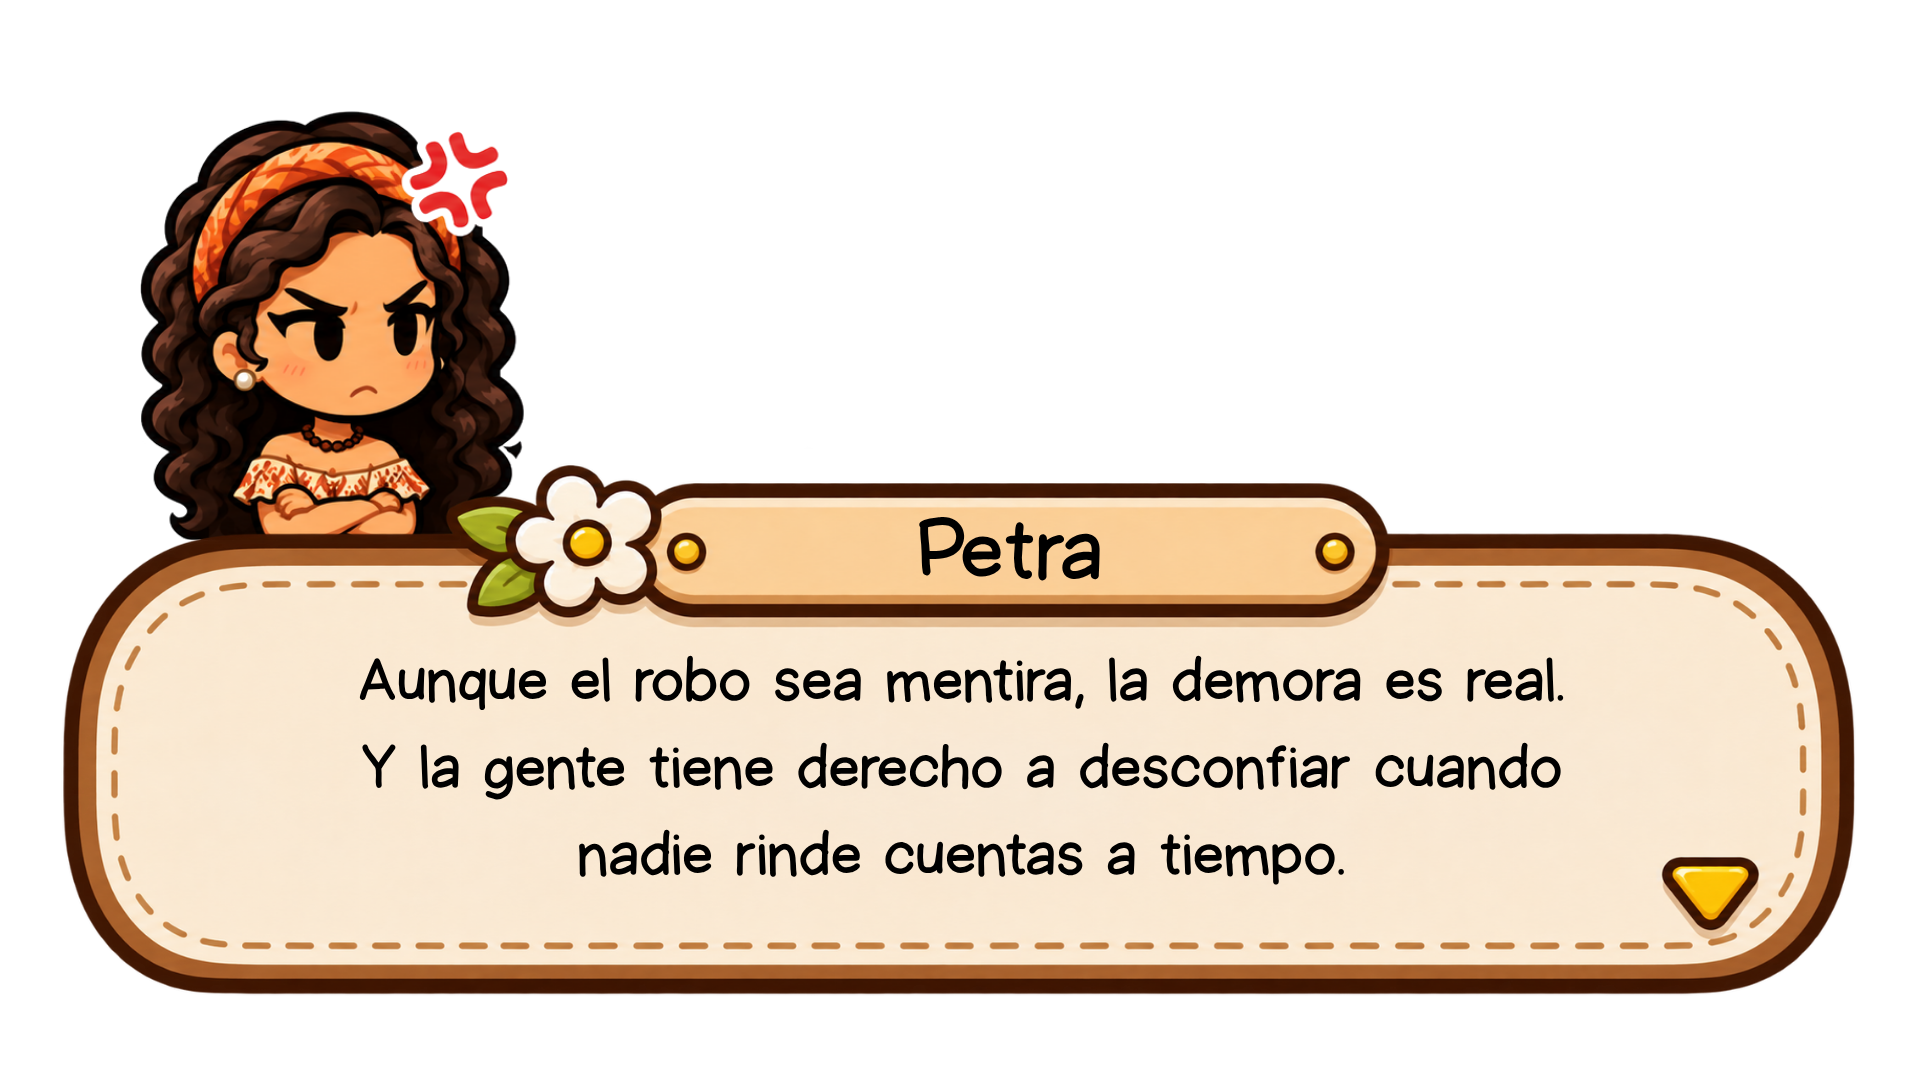 Petra
Aunque el robo sea mentira, la demora es real.
Y la gente tiene derecho a desconfiar cuando
nadie rinde cuentas a tiempo.